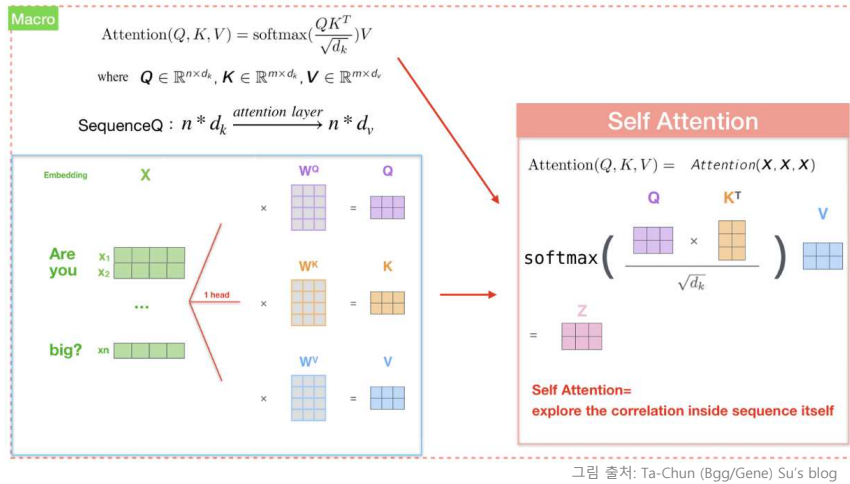 Macro
Attention(Q, K, V) = softmax(QK^T/√d_k)V
where Q ∈ ℝ^{n×d_k}, K ∈ ℝ^{m×d_k}, V ∈ ℝ^{m×d_v}
SequenceQ : n * d_k —attention layer→ n * d_v
Embedding X
Are x1
you x2
...
big? xn
1 head
× W^Q = Q
× W^K = K
× W^V = V
Self Attention
Attention(Q, K, V) = Attention(X, X, X)
Q K^T V
softmax( × )
√d_k
Z
=
Self Attention=
explore the correlation inside sequence itself
그림 출처: Ta-Chun (Bgg/Gene) Su's blog